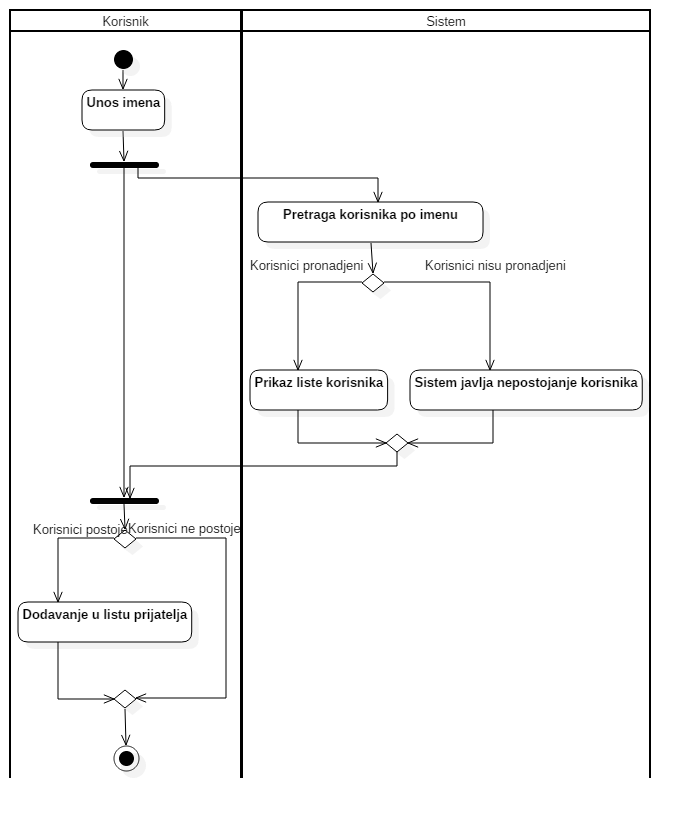 Korisnik
Sistem
Unos imena
Pretraga korisnika po imenu
Korisnici pronadjeni
Korisnici nisu pronadjeni
Prikaz liste korisnika
Sistem javlja nepostojanje korisnika
Korisnici postoje
Korisnici ne postoje
Dodavanje u listu prijatelja